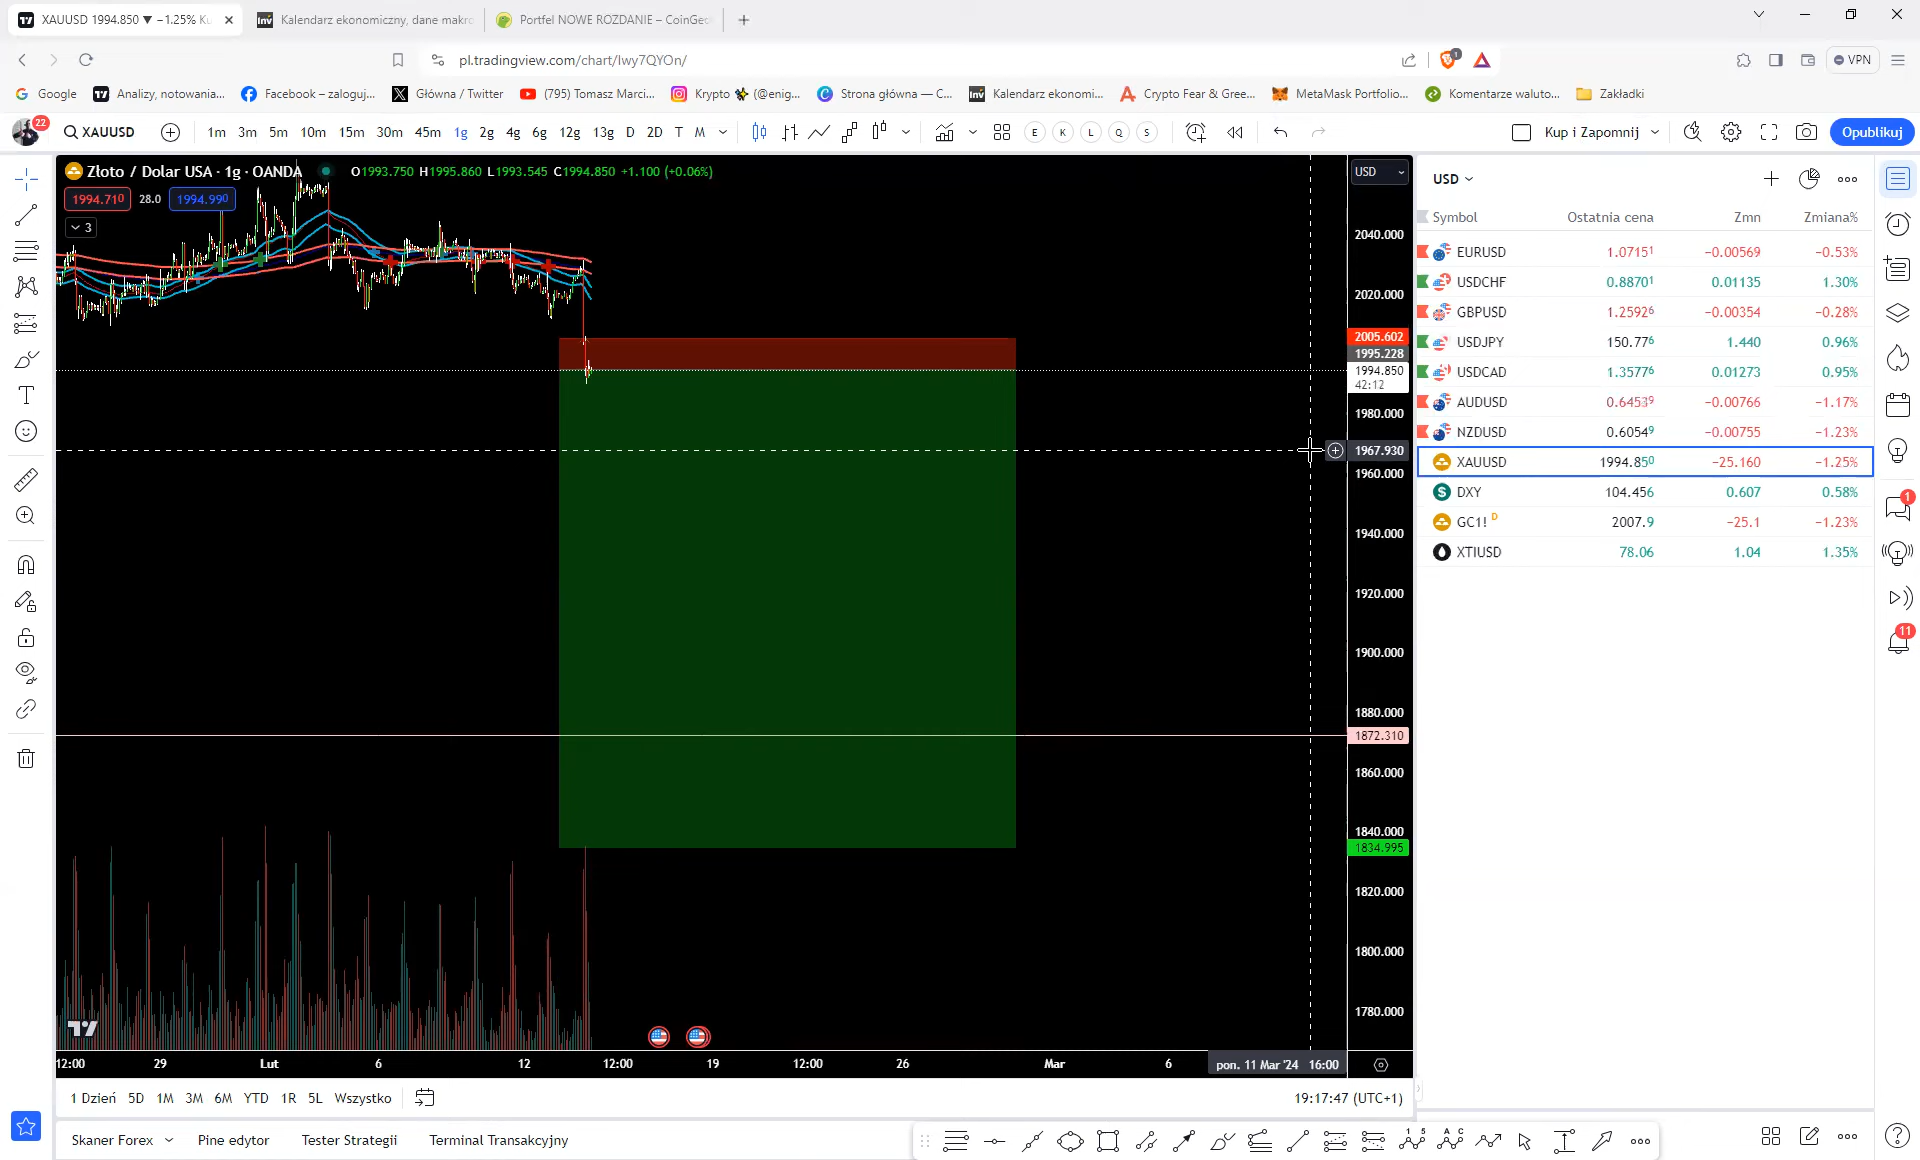 XAUUSD 1994.850 ▼ −1.25% Ku
Kalendarz ekonomiczny, dane makro
Portfel NOWE ROZDANIE – CoinGec
pl.tradingview.com/chart/lwy7QYOn/
1
VPN
Google
Analizy, notowania...
Facebook – zaloguj...
Główna / Twitter
(795) Tomasz Marci...
Krypto (@enig...
Strona główna — C...
Kalendarz ekonomi...
Crypto Fear & Gree...
MetaMask Portfolio...
Komentarze waluto...
Zakładki
22
XAUUSD
1m 3m 5m 10m 15m 30m 45m 1g 2g 4g 6g 12g 13g D 2D T M
E K L Q S
Kup i Zapomnij
Opublikuj
Złoto / Dolar USA · 1g · OANDA
O1993.750 H1995.860 L1993.545 C1994.850 +1.100 (+0.06%)
1994.710 28.0 1994.990
3
USD
2040.000
2020.000
2005.602
1995.228
1994.850
42:12
1980.000
1967.930
1960.000
1940.000
1920.000
1900.000
1880.000
1872.310
1860.000
1840.000
1834.995
1820.000
1800.000
1780.000
12:00 29 Lut 6 12 12:00 19 12:00 26 Mar 6 pon. 11 Mar '24 16:00
1 Dzień 5D 1M 3M 6M YTD 1R 5L Wszystko
19:17:47 (UTC+1)
Skaner Forex
Pine edytor
Tester Strategii
Terminal Transakcyjny
USD
Symbol Ostatnia cena Zmn Zmiana%
EURUSD 1.07151 −0.00569 −0.53%
USDCHF 0.88701 0.01135 1.30%
GBPUSD 1.25926 −0.00354 −0.28%
USDJPY 150.776 1.440 0.96%
USDCAD 1.35776 0.01273 0.95%
AUDUSD 0.64539 −0.00766 −1.17%
NZDUSD 0.60549 −0.00755 −1.23%
XAUUSD 1994.850 −25.160 −1.25%
DXY 104.456 0.607 0.58%
GC1! D 2007.9 −25.1 −1.23%
XTIUSD 78.06 1.04 1.35%
1
11